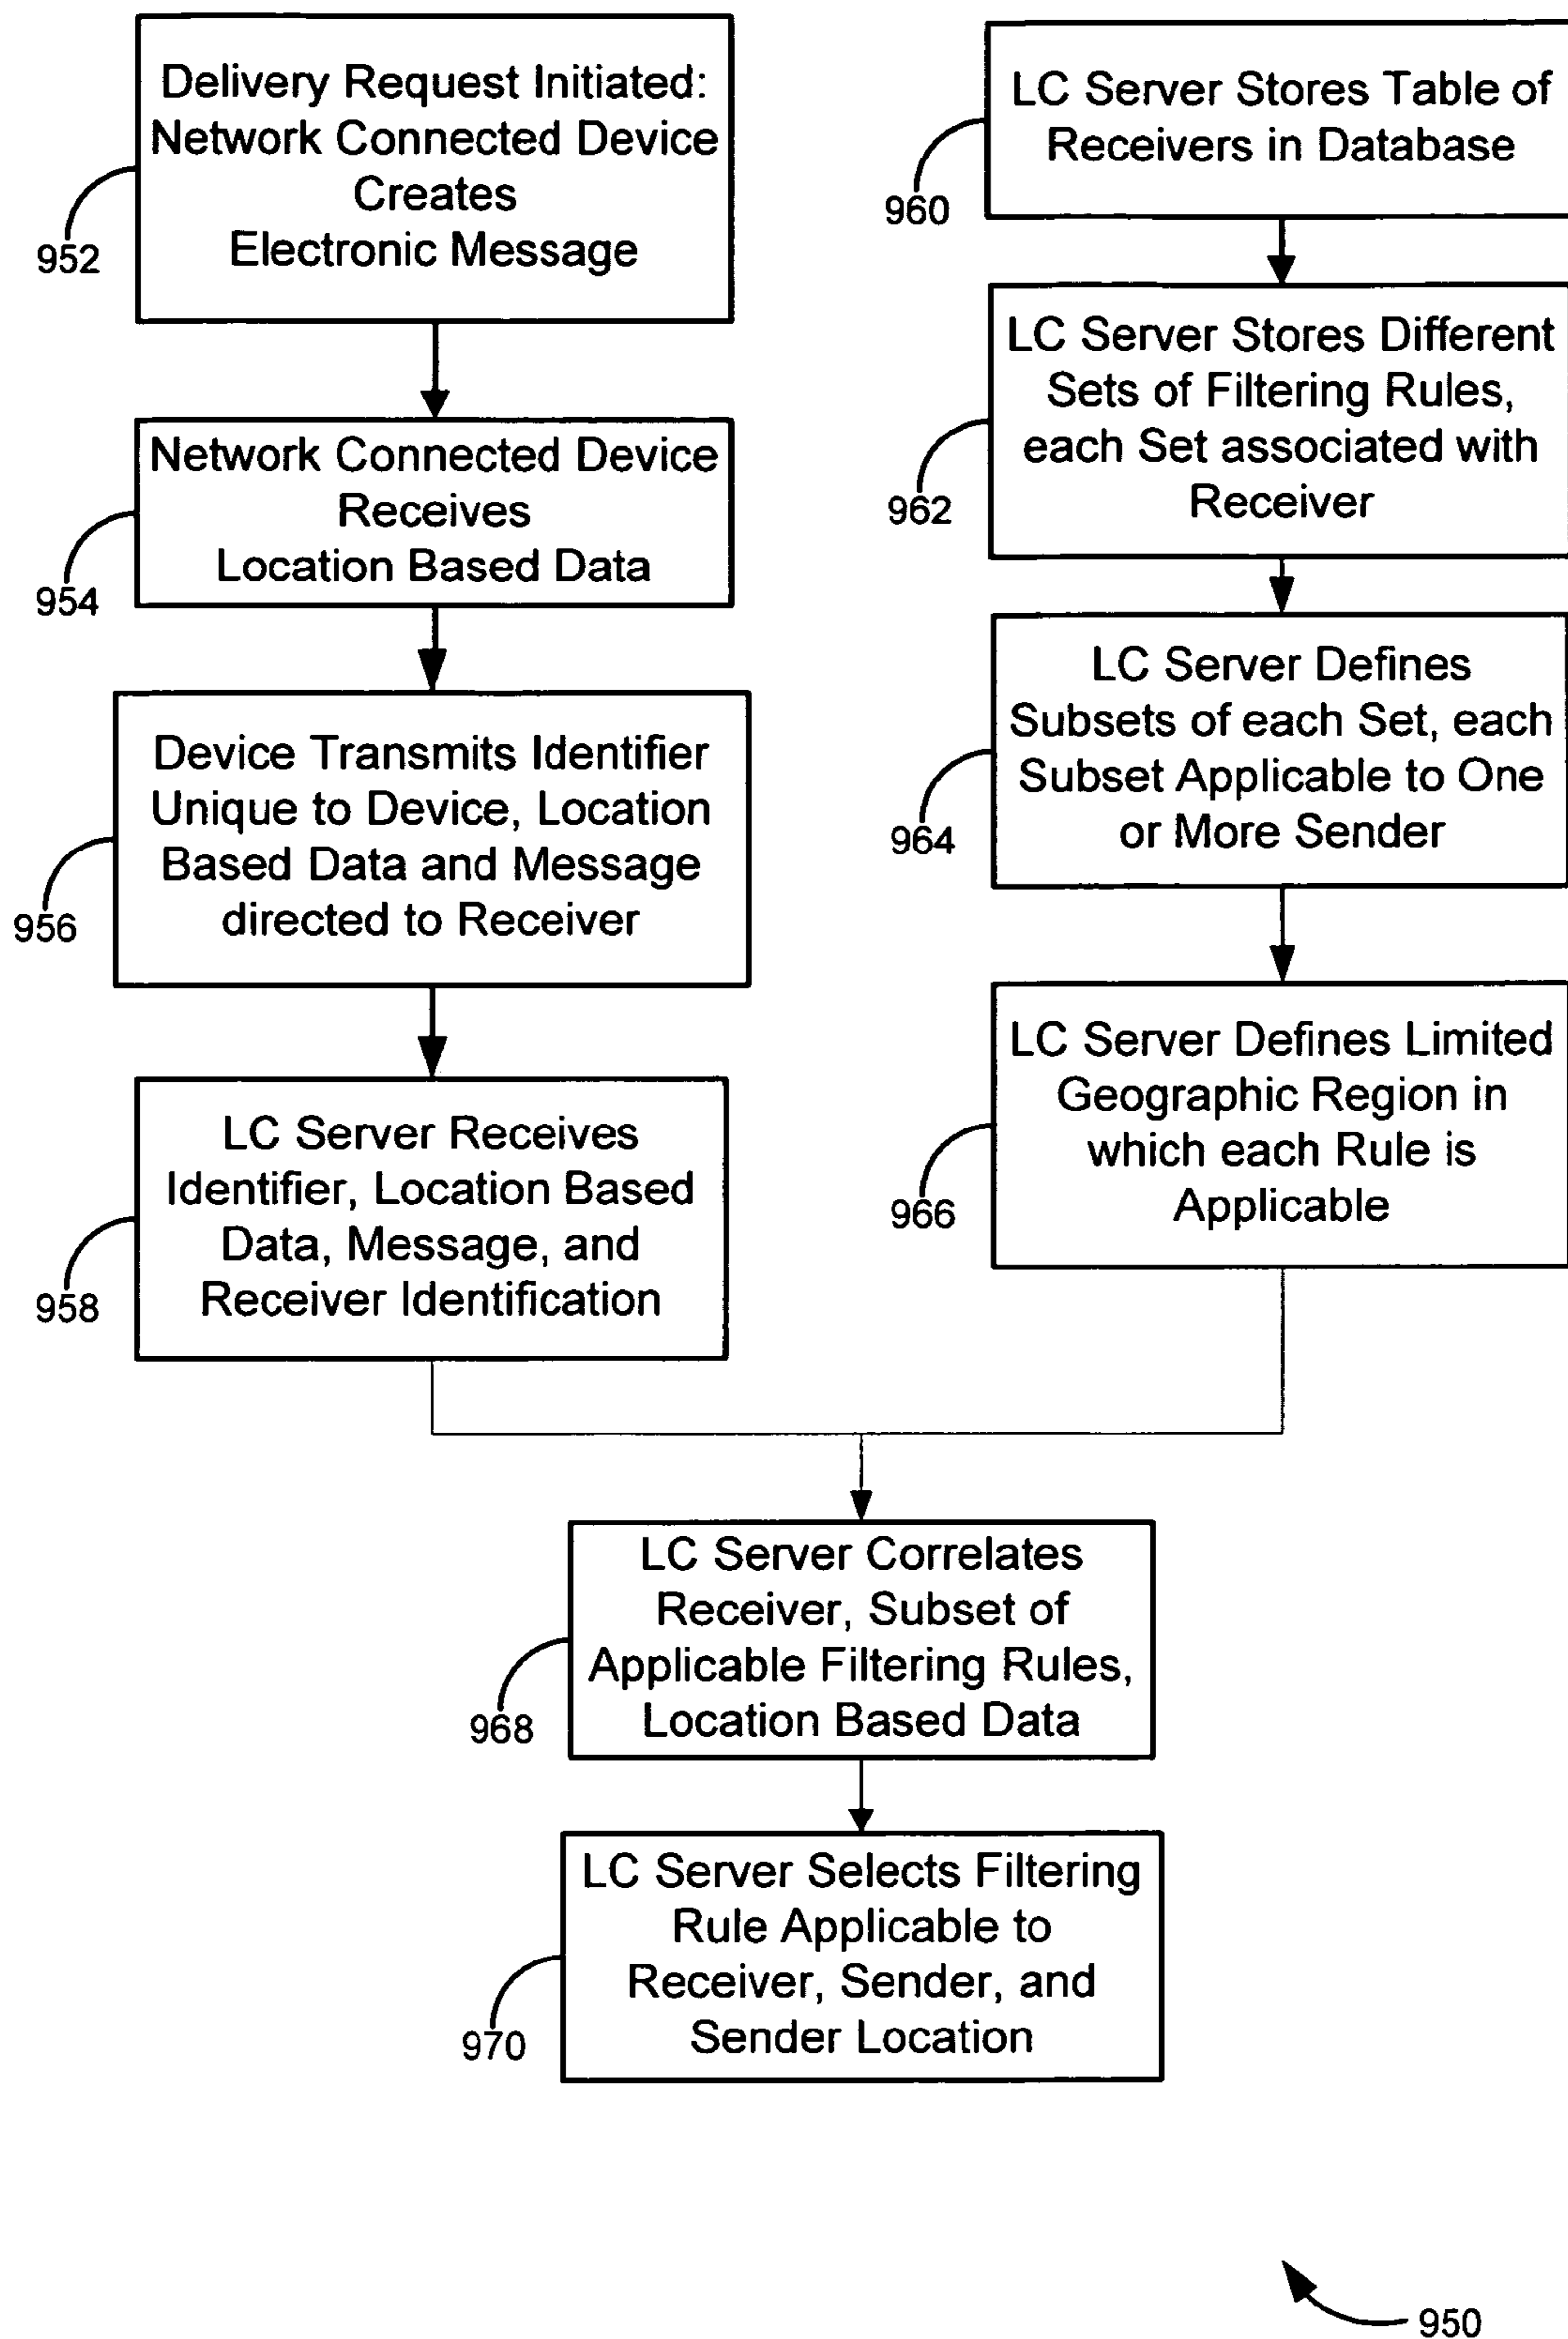 Delivery Request Initiated:
Network Connected Device
Creates
Electronic Message
952
Network Connected Device
Receives
Location Based Data
954
Device Transmits Identifier
Unique to Device, Location
Based Data and Message
directed to Receiver
956
LC Server Receives
Identifier, Location Based
Data, Message, and
Receiver Identification
958
LC Server Stores Table of
Receivers in Database
960
LC Server Stores Different
Sets of Filtering Rules,
each Set associated with
Receiver
962
LC Server Defines
Subsets of each Set, each
Subset Applicable to One
or More Sender
964
LC Server Defines Limited
Geographic Region in
which each Rule is
Applicable
966
LC Server Correlates
Receiver, Subset of
Applicable Filtering Rules,
Location Based Data
968
LC Server Selects Filtering
Rule Applicable to
Receiver, Sender, and
Sender Location
970
950